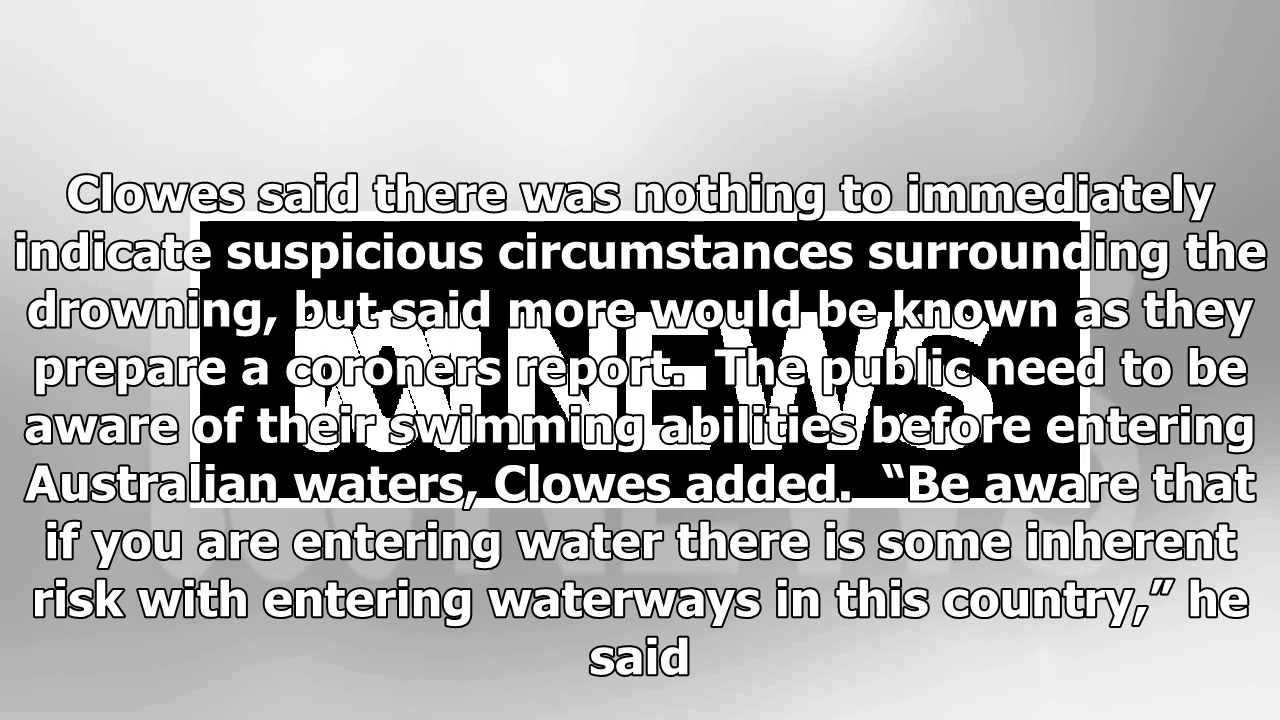 Clowes said there was nothing to immediately
indicate suspicious circumstances surrounding the
drowning, but said more would be known as they
prepare a coroners report.  The public need to be
aware of their swimming abilities before entering
Australian waters, Clowes added.  “Be aware that
if you are entering water there is some inherent
risk with entering waterways in this country,” he
said
NEWS